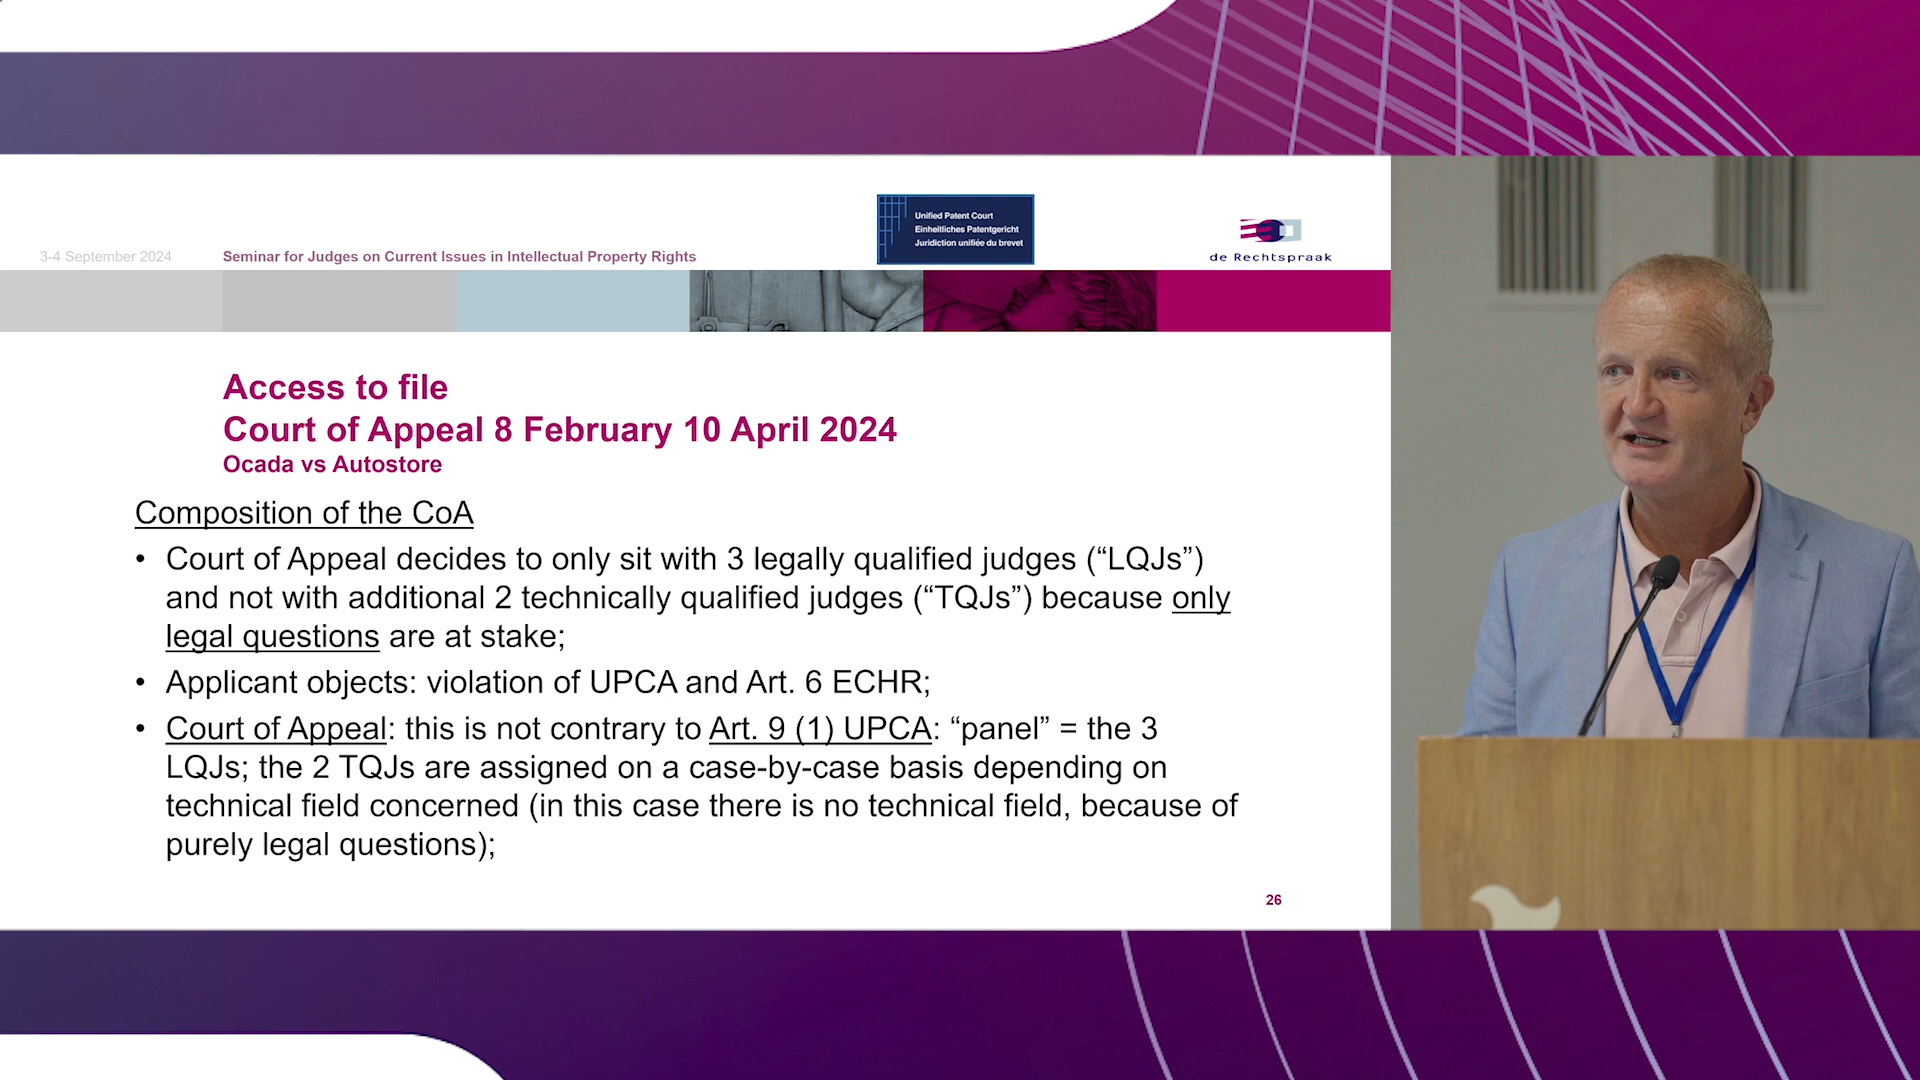 Unified Patent Court
Einheitliches Patentgericht
Juridiction unifiée du brevet
3-4 September 2024
Seminar for Judges on Current Issues in Intellectual Property Rights
de Rechtspraak
Access to file
Court of Appeal 8 February 10 April 2024
Ocada vs Autostore
Composition of the CoA
• Court of Appeal decides to only sit with 3 legally qualified judges (“LQJs”)
and not with additional 2 technically qualified judges (“TQJs”) because only
legal questions are at stake;
• Applicant objects: violation of UPCA and Art. 6 ECHR;
• Court of Appeal: this is not contrary to Art. 9 (1) UPCA: “panel” = the 3
LQJs; the 2 TQJs are assigned on a case-by-case basis depending on
technical field concerned (in this case there is no technical field, because of
purely legal questions);
26